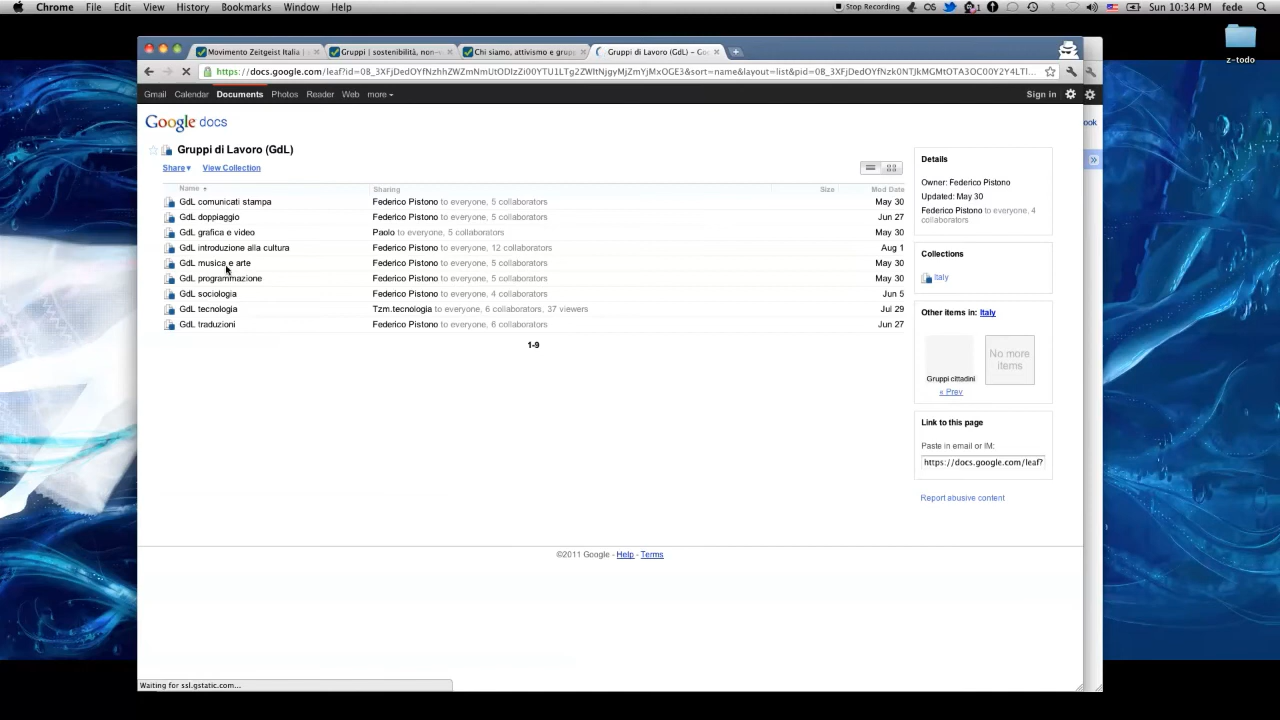 Chrome File Edit View History Bookmarks Window Help
Stop Recording Sun 10:34 PM fede
z-todo
Movimento Zeitgeist Italia | Gruppi | sostenibilità, non-v Chi siamo, attivismo e grupp Gruppi di Lavoro (GdL) – Goo
Gmail Calendar Documents Photos Reader Web more Sign in
Google docs
ook
Gruppi di Lavoro (GdL)
Share View Collection
Name Sharing Size Mod Date
GdL comunicati stampa Federico Pistono to everyone, 5 collaborators May 30
GdL doppiaggio Federico Pistono to everyone, 5 collaborators Jun 27
GdL grafica e video Paolo to everyone, 5 collaborators May 30
GdL introduzione alla cultura Federico Pistono to everyone, 12 collaborators Aug 1
GdL musica e arte Federico Pistono to everyone, 5 collaborators May 30
GdL programmazione Federico Pistono to everyone, 5 collaborators May 30
GdL sociologia Federico Pistono to everyone, 4 collaborators Jun 5
GdL tecnologia Tzm.tecnologia to everyone, 6 collaborators, 37 viewers Jul 29
GdL traduzioni Federico Pistono to everyone, 6 collaborators Jun 27
1-9
Details
Owner: Federico Pistono
Updated: May 30
Federico Pistono to everyone, 4
collaborators
Collections
Italy
Other items in: Italy
No more
items
Gruppi cittadini
« Prev
Link to this page
Paste in email or IM:
https://docs.google.com/leaf?
Report abusive content
©2011 Google - Help - Terms
Waiting for ssl.gstatic.com...